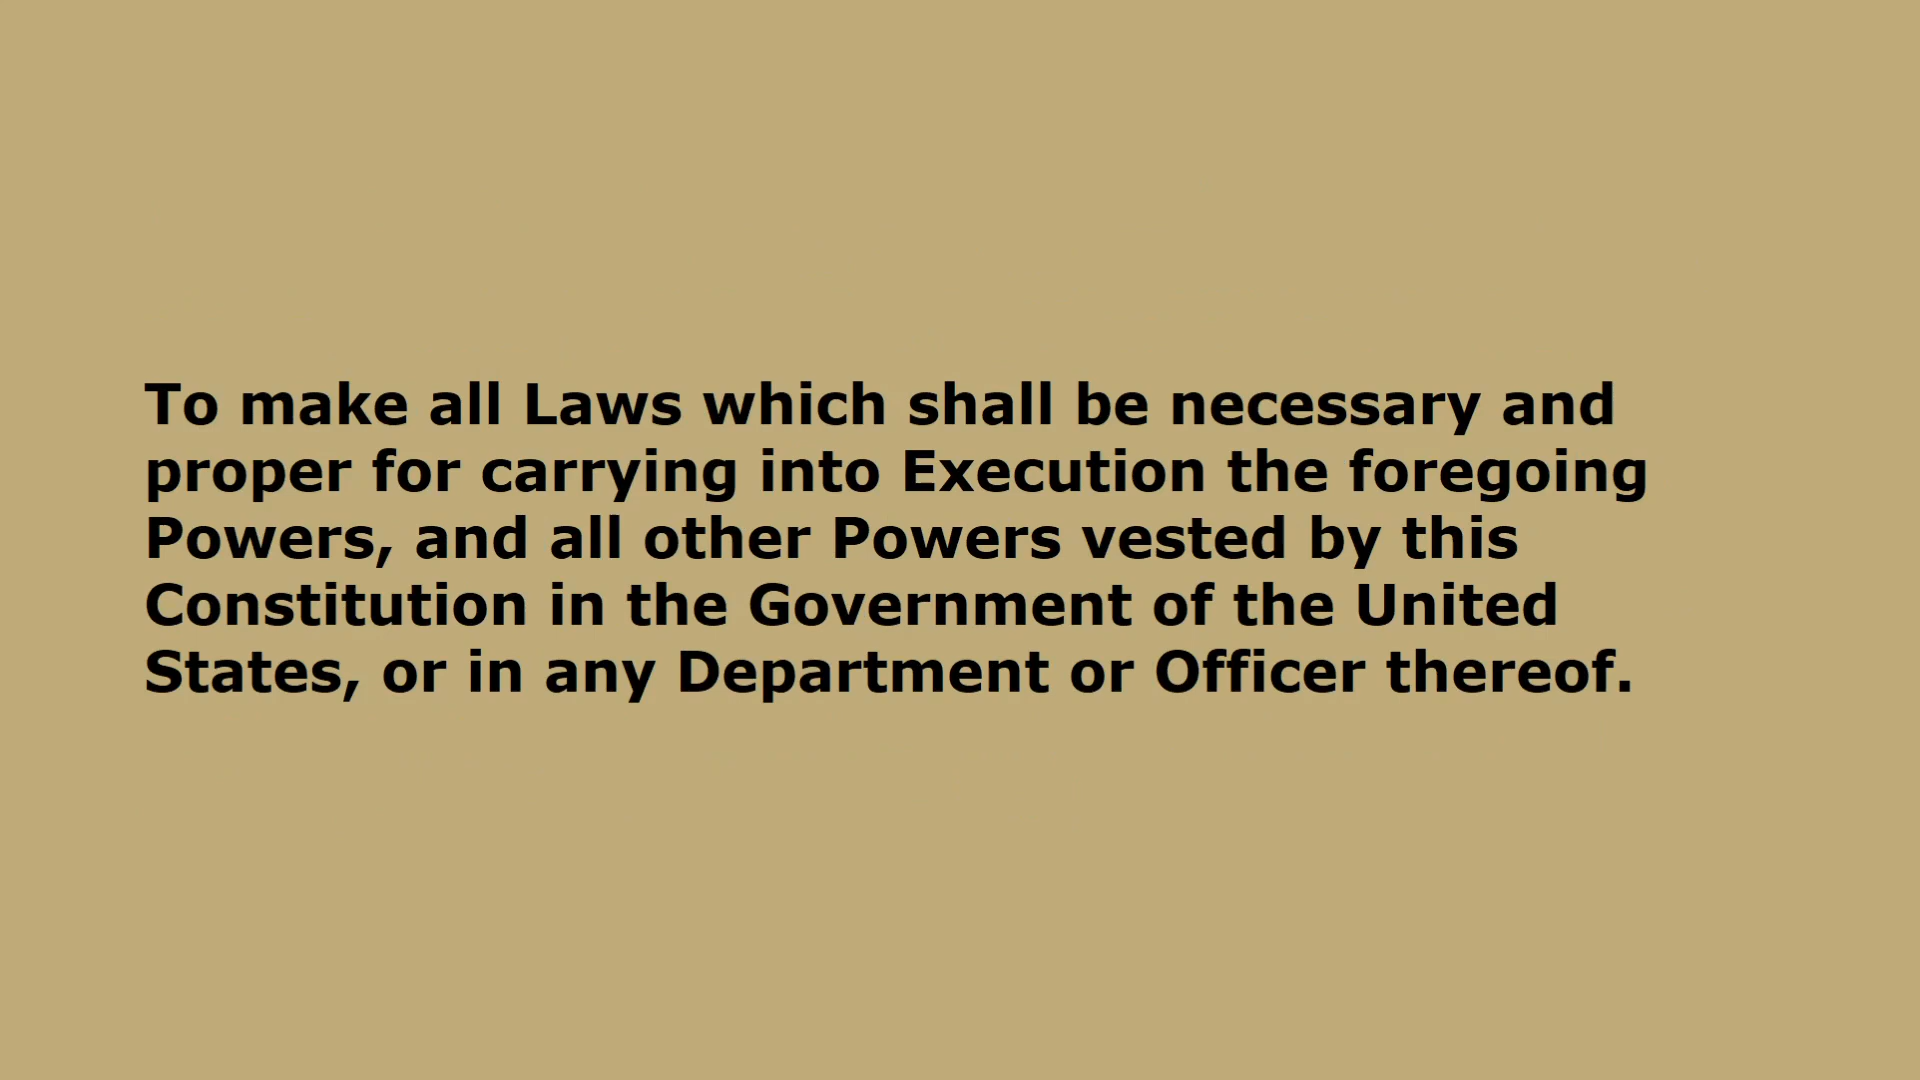 To make all Laws which shall be necessary and
proper for carrying into Execution the foregoing
Powers, and all other Powers vested by this
Constitution in the Government of the United
States, or in any Department or Officer thereof.